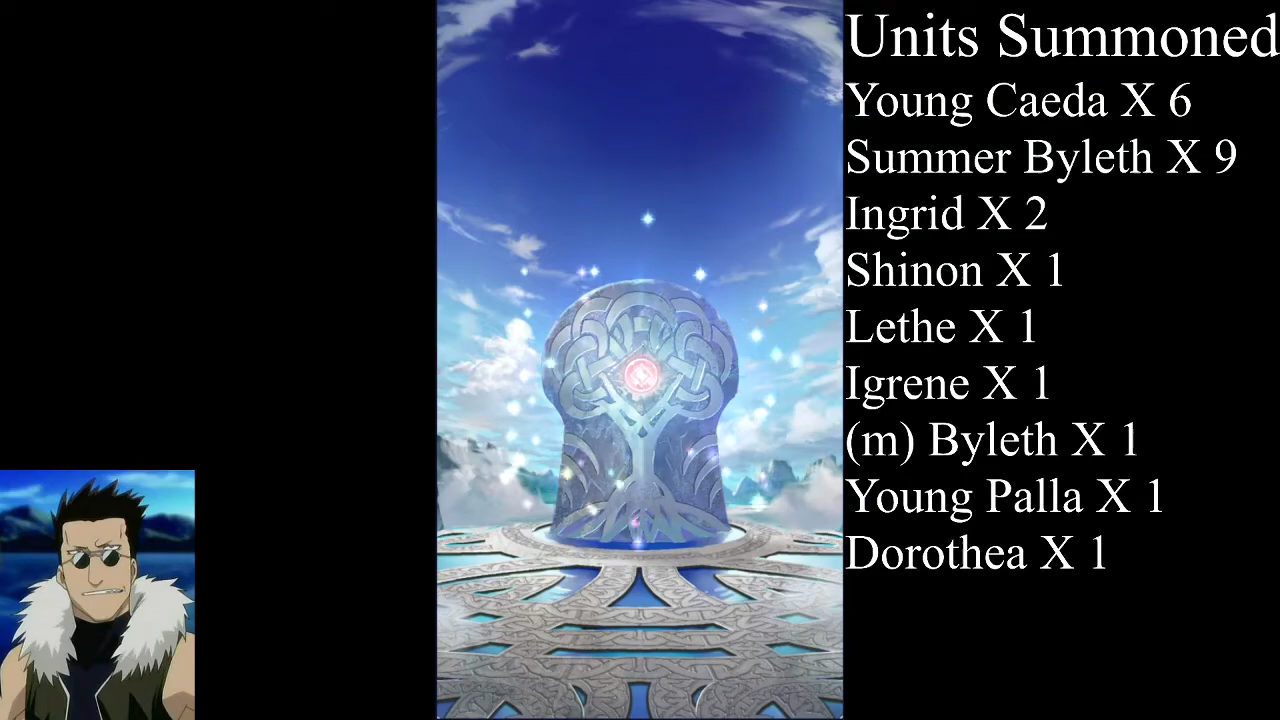 Units Summoned
Young Caeda X 6
Summer Byleth X 9
Ingrid X 2
Shinon X 1
Lethe X 1
Igrene X 1
(m) Byleth X 1
Young Palla X 1
Dorothea X 1